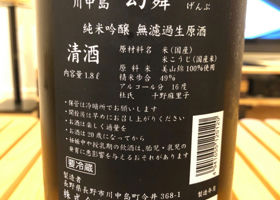 川中島 幻舞
げんぶ
純米吟醸 無濾過生原酒
清酒
内容量 1.8ℓ
原材料名 米(国産)
米こうじ(国産米)
原料米 美山錦100%使用
精米歩合 49%
アルコール分 16度
杜氏 千野麻里子
・保管は冷暗所でお願いします
・開栓後は早めにお召し上がりください
・お酒は楽しく適量を
・お酒は20歳になってから
・妊娠中や授乳期の飲酒は、胎児・乳児の
発育に悪影響を与えるおそれがあります
要冷蔵
製造者
長野県長野市川中島町今井368-1
株式
製造年月